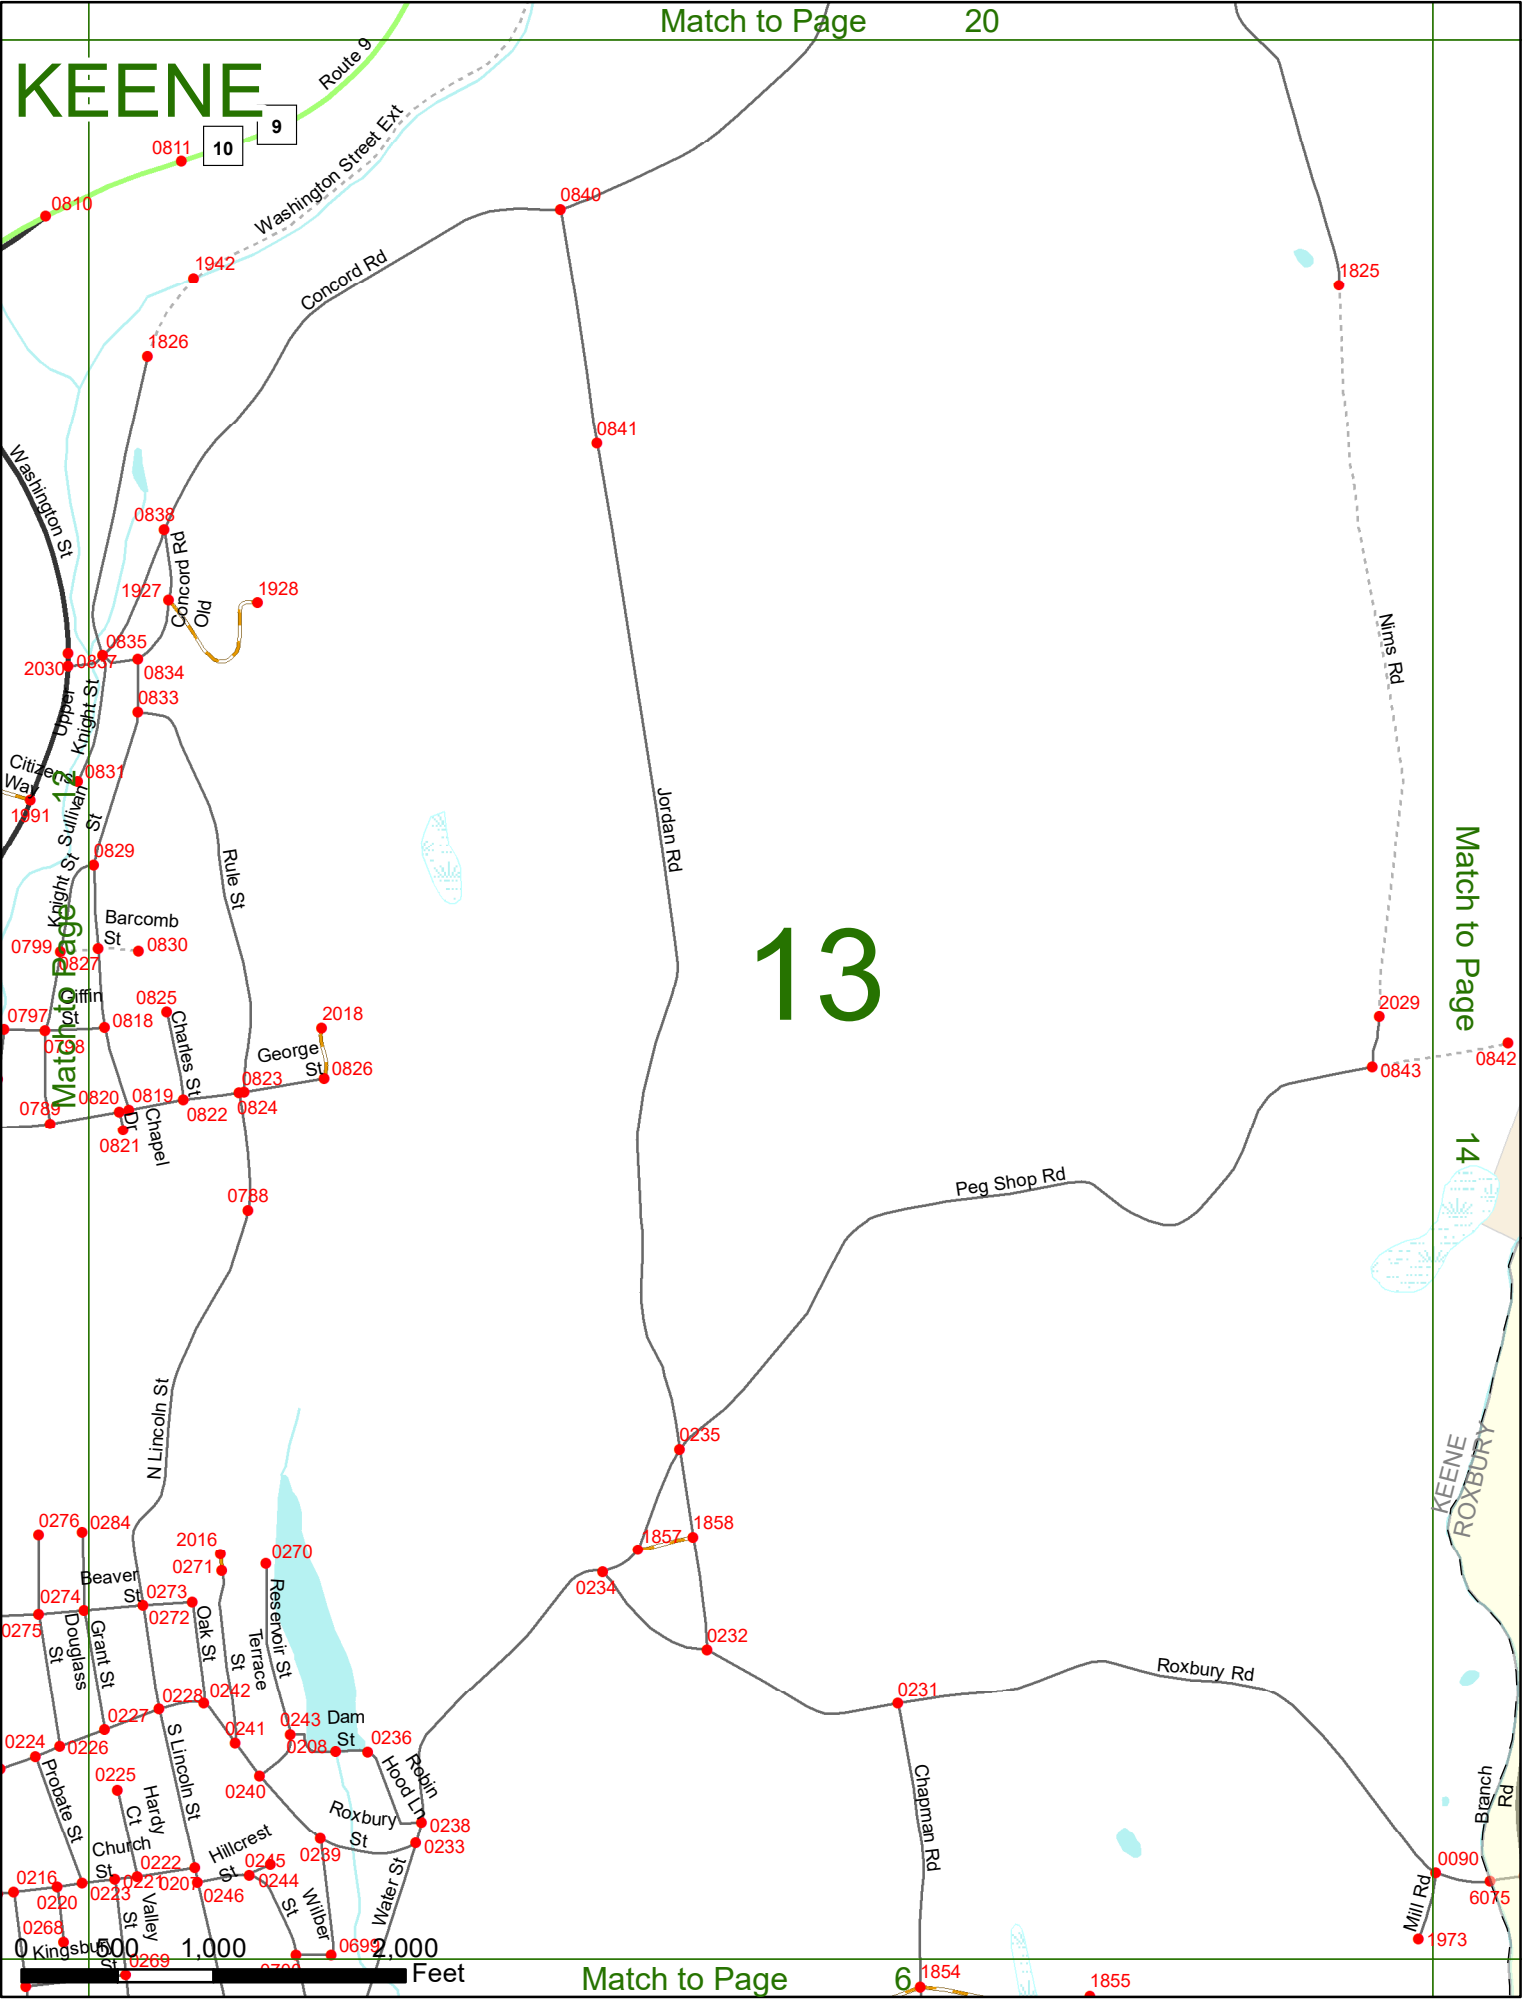 Match to Page 20
KEENE
Route 9
9
10
0811
0810
Washington Street Ext
0840
1942
Concord Rd
1825
1826
0841
Washington St
0838
Old
Concord Rd
1927
1928
Nims Rd
0835
2030
0837
0834
Upper
Knight St
0833
Citizens
Way
0831
1991
Sullivan
St
Jordan Rd
0829
Rule St
Knight St
Barcomb
St
0799
0827
0830
13
Match to Page 12
Match to Page 14
Giffin
St
0825
0797
0798
0818
2018
2029
Charles St
George
St
0842
0826
0843
0823
0824
0819
0820
0822
0789
Chapel
Dr
0821
0788
Peg Shop Rd
N Lincoln St
0235
KEENE
ROXBURY
0276
0284
1858
1857
2016
0271
0270
0234
Beaver
St
0274
0273
0272
0275
Douglass
St
Grant St
Oak St
Terrace
St
Reservoir St
0232
Roxbury Rd
0228
0242
0231
0227
0241
0243
Dam
St
0224
0226
0208
0236
Probate St
S Lincoln St
0225
Hardy
Ct
0240
Robin
Hood Ln
Chapman Rd
Branch
Rd
Roxbury
St
0238
0233
0239
Hillcrest
St
Church
St
0222
0245
0244
0090
0216
0220
0223
0221
0207
0246
6075
Valley
St
St
Wilber
Water St
Mill Rd
0268
1973
Kingsbury
St
0699
0269
0 500 1,000 2,000
Feet
Match to Page 6
1854
1855